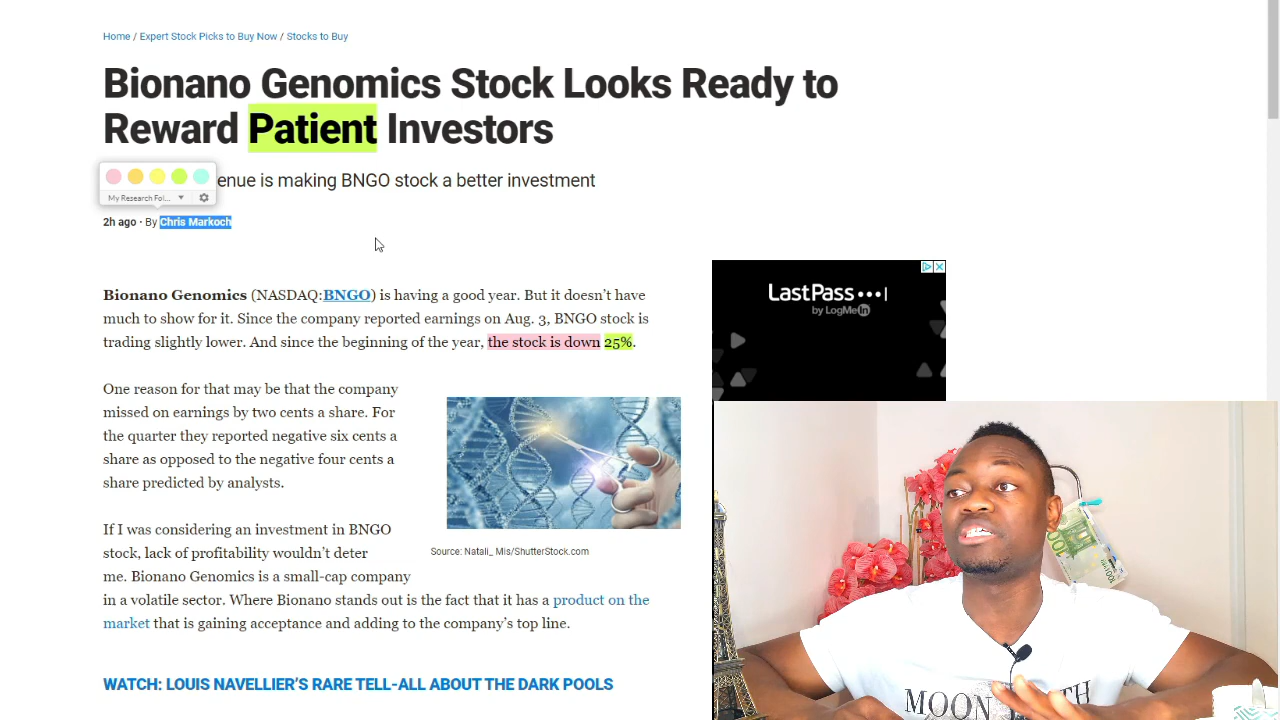 Home / Expert Stock Picks to Buy Now / Stocks to Buy
Bionano Genomics Stock Looks Ready to
Reward Patient Investors
enue is making BNGO stock a better investment
My Research Fol...
2h ago · By Chris Markoch
Bionano Genomics (NASDAQ:BNGO) is having a good year. But it doesn’t have
much to show for it. Since the company reported earnings on Aug. 3, BNGO stock is
trading slightly lower. And since the beginning of the year, the stock is down 25%.
LastPass•••|
by LogMeIn
One reason for that may be that the company
missed on earnings by two cents a share. For
the quarter they reported negative six cents a
share as opposed to the negative four cents a
share predicted by analysts.
If I was considering an investment in BNGO
stock, lack of profitability wouldn’t deter
me. Bionano Genomics is a small-cap company
in a volatile sector. Where Bionano stands out is the fact that it has a product on the
market that is gaining acceptance and adding to the company’s top line.
Source: Natali_ Mis/ShutterStock.com
WATCH: LOUIS NAVELLIER’S RARE TELL-ALL ABOUT THE DARK POOLS
100
MOON